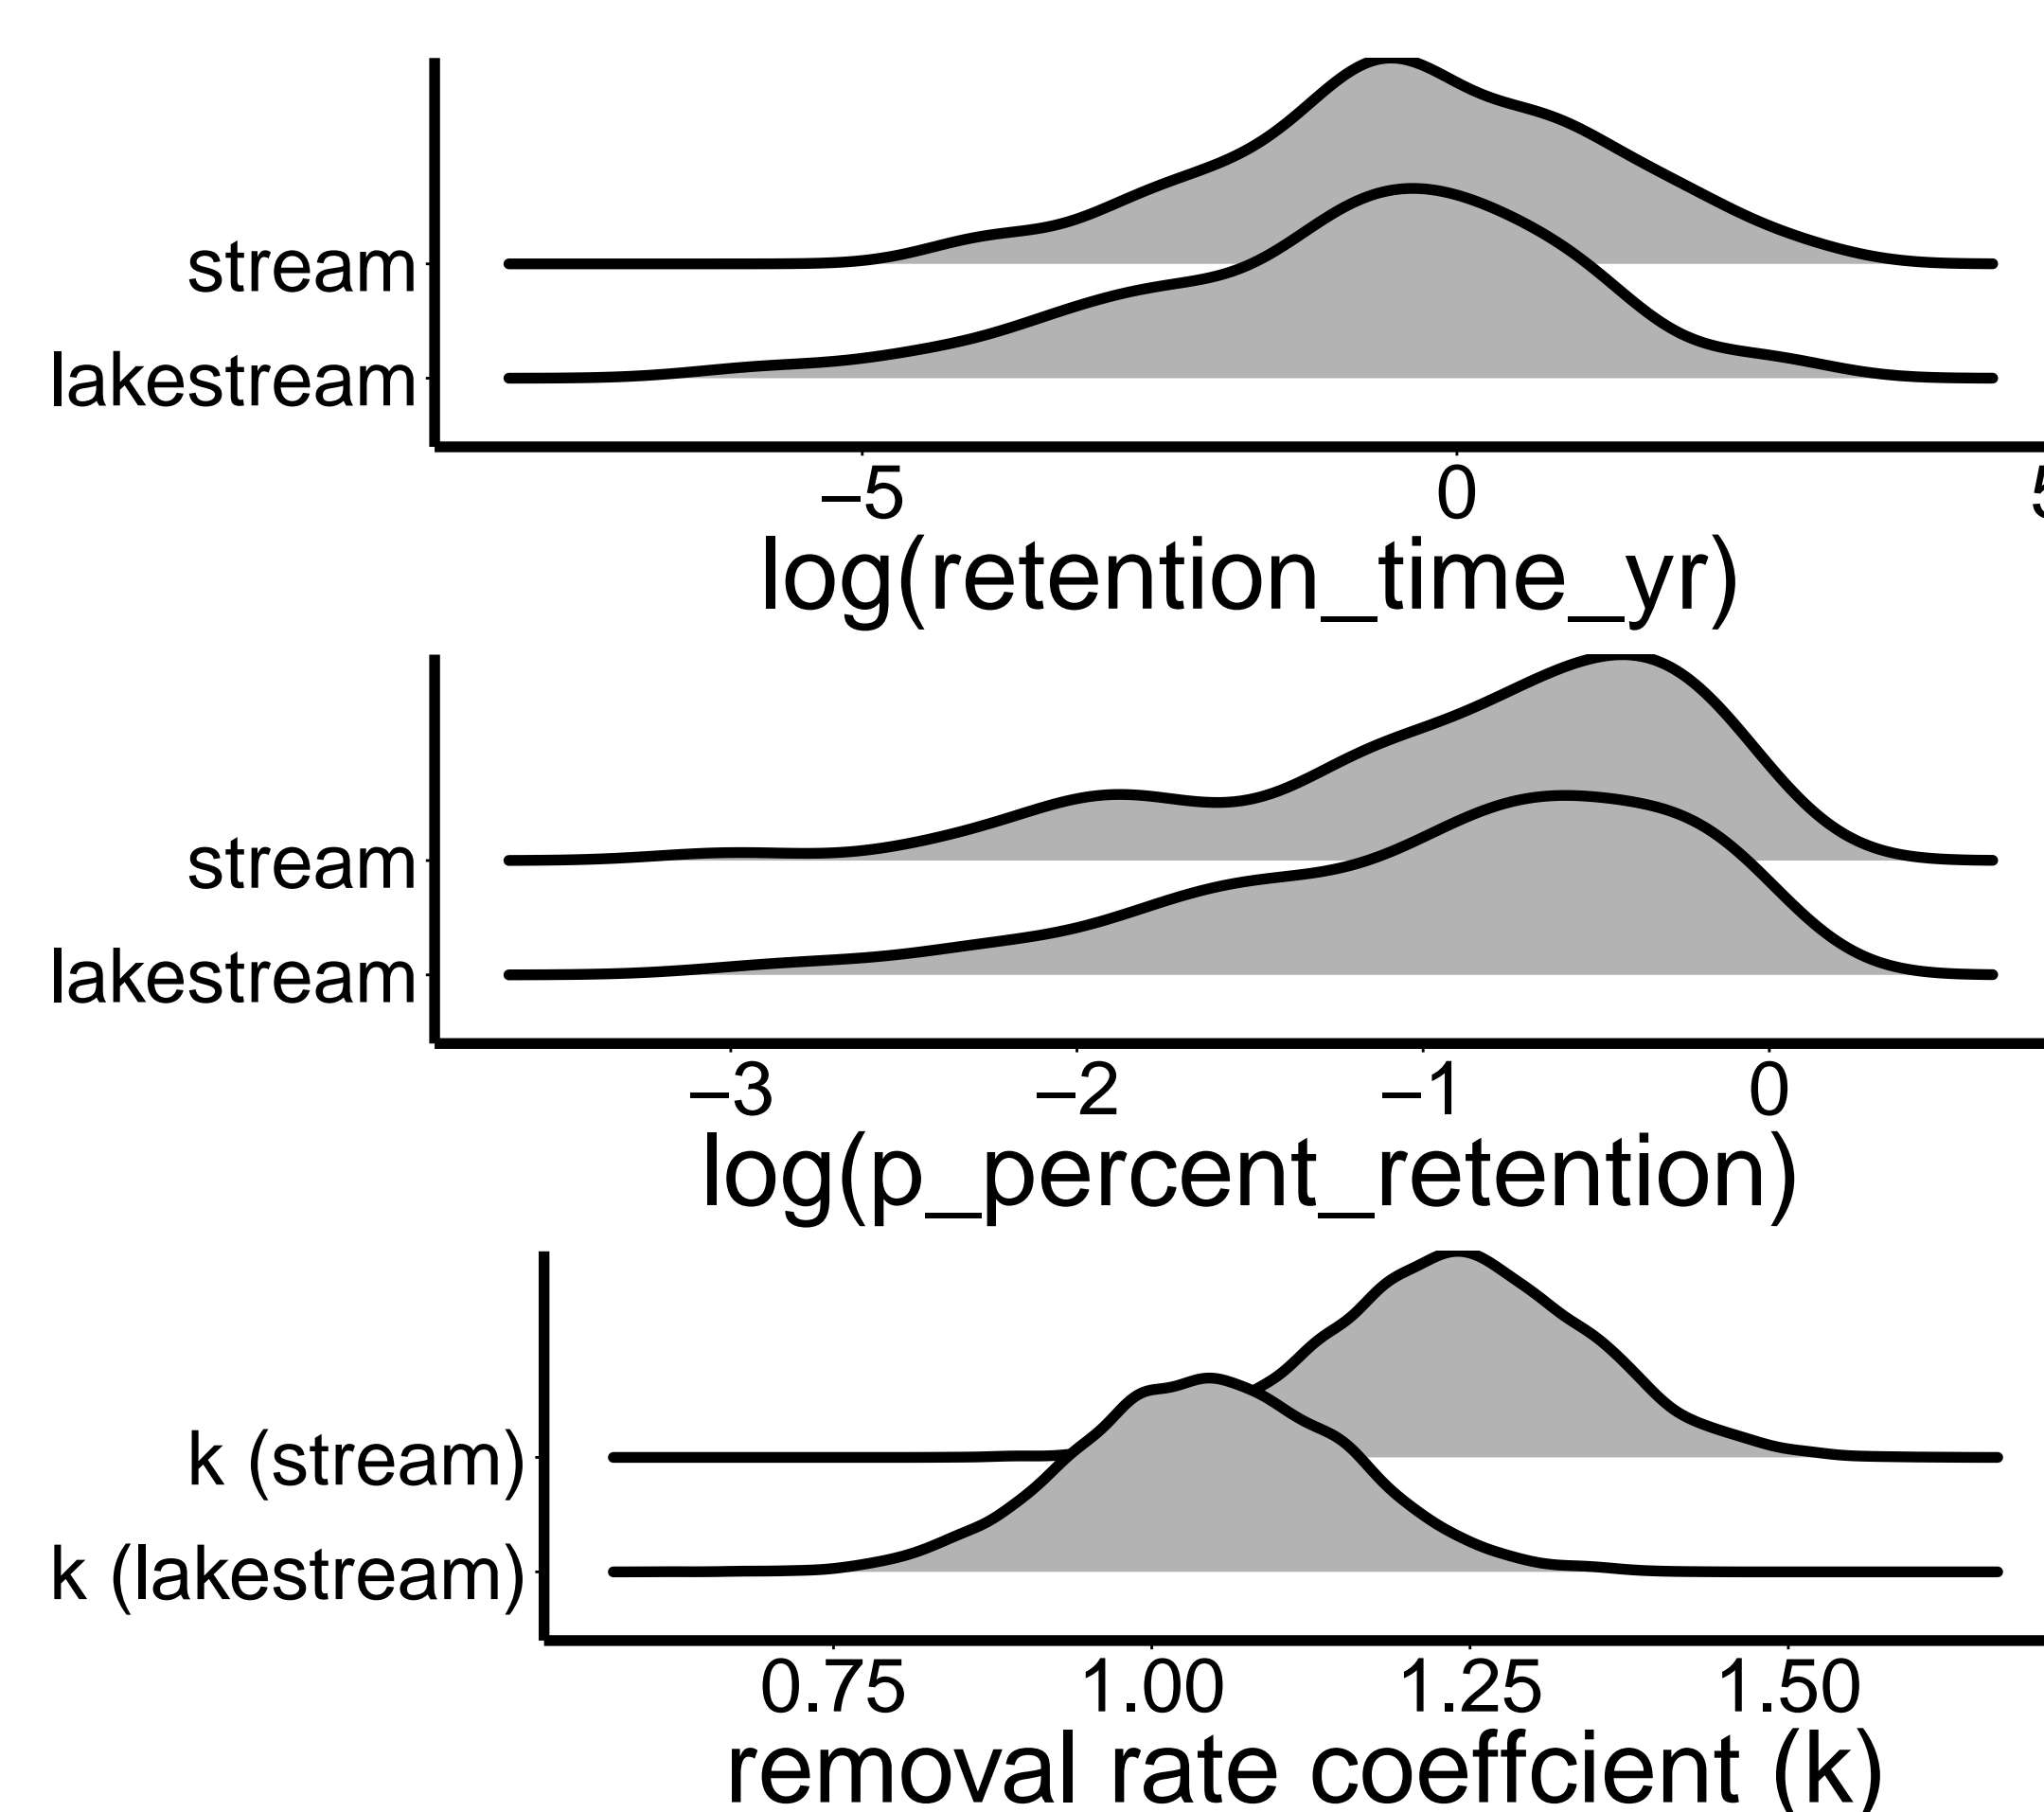 stream
lakestream
−5 0 5
log(retention_time_yr)
stream
lakestream
−3 −2 −1 0
log(p_percent_retention)
k (stream)
k (lakestream)
0.75 1.00 1.25 1.50
removal rate coeffcient (k)